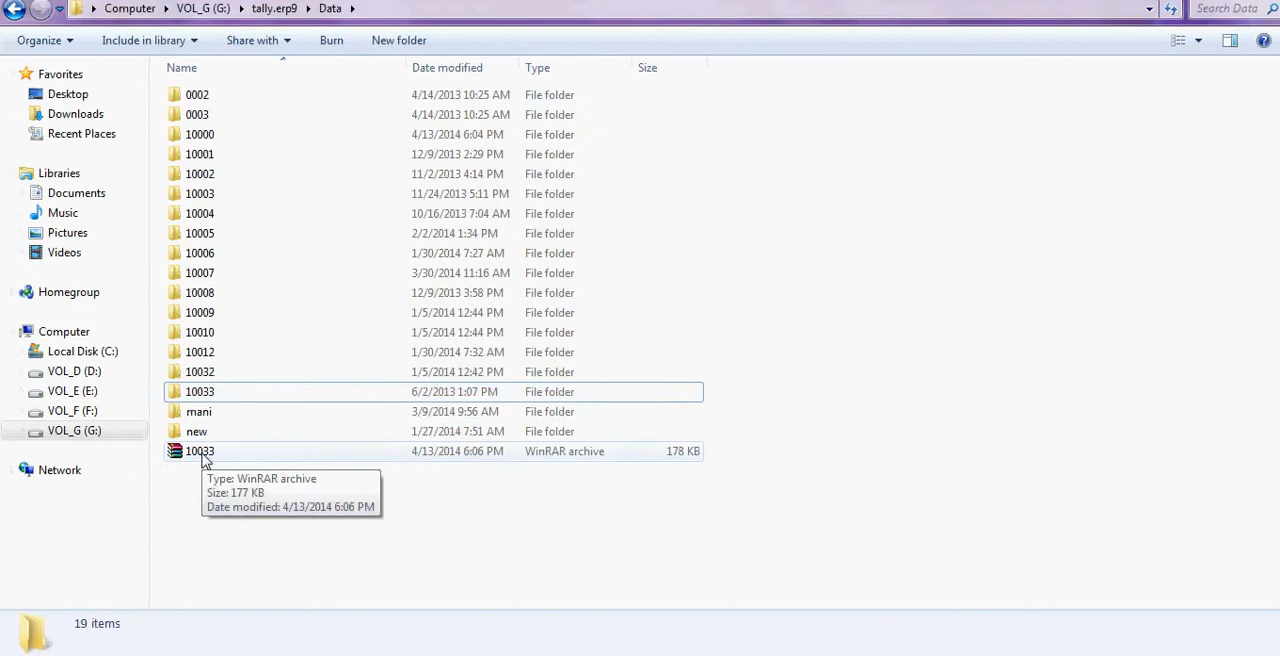 Computer VOL_G (G:) tally.erp9 Data Search Data
Organize Include in library Share with Burn New folder
Name Date modified Type Size
Favorites
Desktop
Downloads
Recent Places
Libraries
Documents
Music
Pictures
Videos
Homegroup
Computer
Local Disk (C:)
VOL_D (D:)
VOL_E (E:)
VOL_F (F:)
VOL_G (G:)
Network
0002 4/14/2013 10:25 AM File folder
0003 4/14/2013 10:25 AM File folder
10000 4/13/2014 6:04 PM File folder
10001 12/9/2013 2:29 PM File folder
10002 11/2/2013 4:14 PM File folder
10003 11/24/2013 5:11 PM File folder
10004 10/16/2013 7:04 AM File folder
10005 2/2/2014 1:34 PM File folder
10006 1/30/2014 7:27 AM File folder
10007 3/30/2014 11:16 AM File folder
10008 12/9/2013 3:58 PM File folder
10009 1/5/2014 12:44 PM File folder
10010 1/5/2014 12:44 PM File folder
10012 1/30/2014 7:32 AM File folder
10032 1/5/2014 12:42 PM File folder
10033 6/2/2013 1:07 PM File folder
mani 3/9/2014 9:56 AM File folder
new 1/27/2014 7:51 AM File folder
10033 4/13/2014 6:06 PM WinRAR archive 178 KB
Type: WinRAR archive
Size: 177 KB
Date modified: 4/13/2014 6:06 PM
19 items